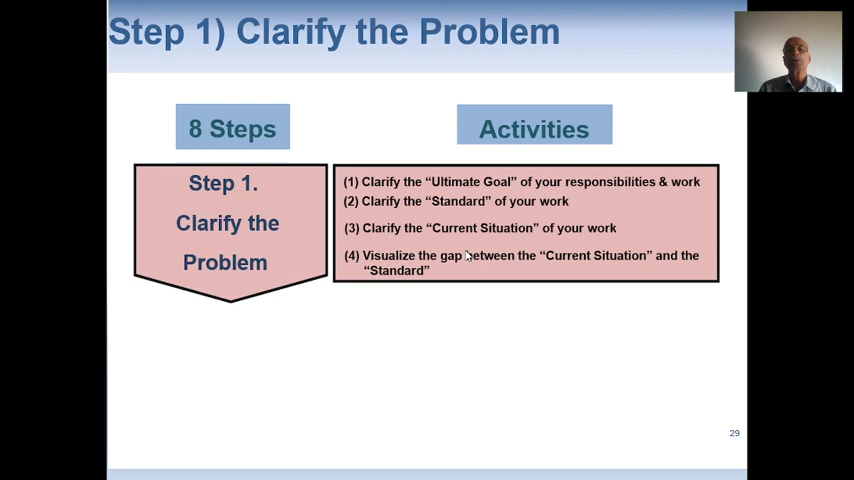 Step 1) Clarify the Problem
8 Steps
Activities
Step 1.
Clarify the
Problem
(1) Clarify the “Ultimate Goal” of your responsibilities & work
(2) Clarify the “Standard” of your work
(3) Clarify the “Current Situation” of your work
(4) Visualize the gap between the “Current Situation” and the
“Standard”
29